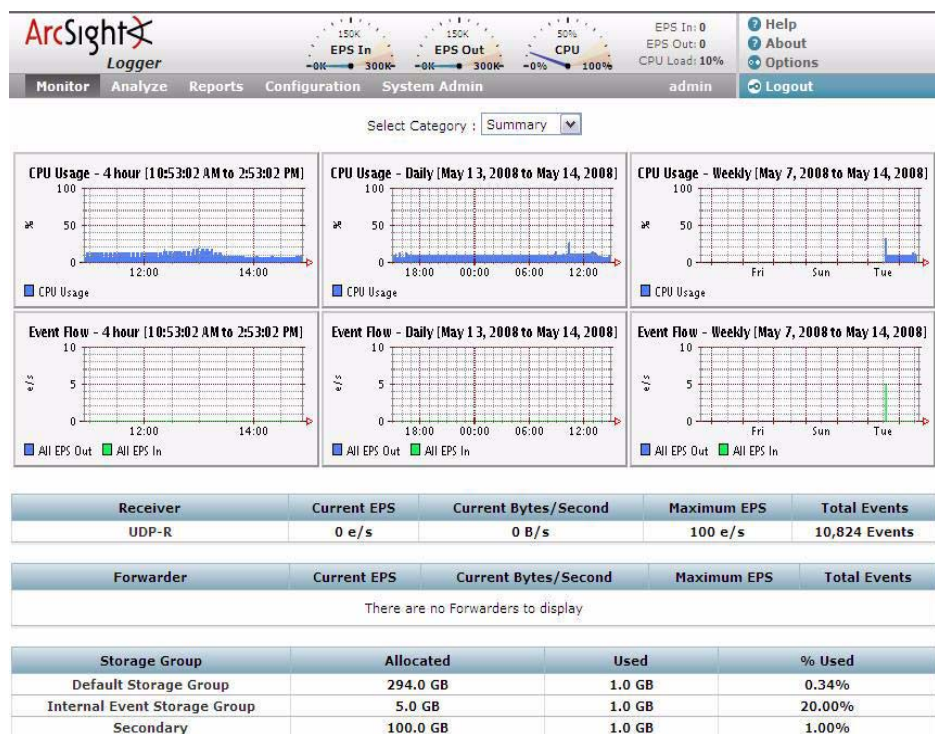 ArcSight
Logger
150K
EPS In
0K 300K
150K
EPS Out
0K 300K
50%
CPU
0% 100%
EPS In: 0
EPS Out: 0
CPU Load: 10%
Help
About
Options
Monitor Analyze Reports Configuration System Admin admin Logout
Select Category : Summary
CPU Usage - 4 hour [10:53:02 AM to 2:53:02 PM]
100
%
50
0
12:00 14:00
CPU Usage
CPU Usage - Daily [May 13, 2008 to May 14, 2008]
100
%
50
0
18:00 00:00 06:00 12:00
CPU Usage
CPU Usage - Weekly [May 7, 2008 to May 14, 2008]
100
%
50
0
Fri Sun Tue
CPU Usage
Event Flow - 4 hour [10:53:02 AM to 2:53:02 PM]
10
e/s
5
0
12:00 14:00
All EPS Out All EPS In
Event Flow - Daily [May 13, 2008 to May 14, 2008]
10
e/s
5
0
18:00 00:00 06:00 12:00
All EPS Out All EPS In
Event Flow - Weekly [May 7, 2008 to May 14, 2008]
10
e/s
5
0
Fri Sun Tue
All EPS Out All EPS In
Receiver Current EPS Current Bytes/Second Maximum EPS Total Events
UDP-R 0 e/s 0 B/s 100 e/s 10,824 Events
Forwarder Current EPS Current Bytes/Second Maximum EPS Total Events
There are no Forwarders to display
Storage Group Allocated Used % Used
Default Storage Group 294.0 GB 1.0 GB 0.34%
Internal Event Storage Group 5.0 GB 1.0 GB 20.00%
Secondary 100.0 GB 1.0 GB 1.00%